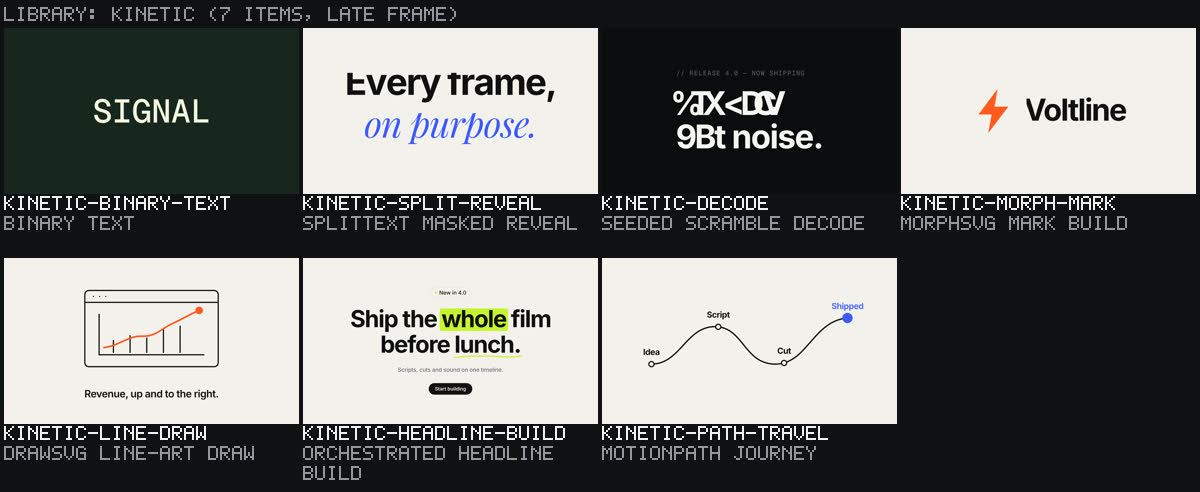 LIBRARY: KINETIC (7 ITEMS, LATE FRAME)
SIGNAL
KINETIC-BINARY-TEXT
BINARY TEXT
Every frame,
on purpose.
KINETIC-SPLIT-REVEAL
SPLITTEXT MASKED REVEAL
// RELEASE 4.0 — NOW SHIPPING
9Bt noise.
KINETIC-DECODE
SEEDED SCRAMBLE DECODE
Voltline
KINETIC-MORPH-MARK
MORPHSVG MARK BUILD
Revenue, up and to the right.
KINETIC-LINE-DRAW
DRAWSVG LINE-ART DRAW
New in 4.0
Ship the whole film
before lunch.
Scripts, cuts and sound on one timeline.
Start building
KINETIC-HEADLINE-BUILD
ORCHESTRATED HEADLINE
BUILD
Idea
Script
Cut
Shipped
KINETIC-PATH-TRAVEL
MOTIONPATH JOURNEY